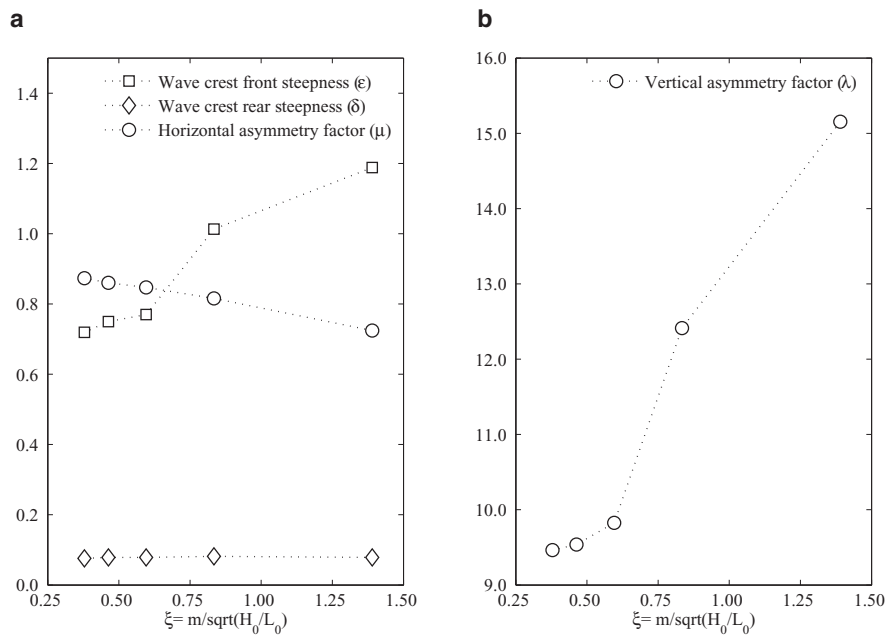 a
Wave crest front steepness (ε)
Wave crest rear steepness (δ)
Horizontal asymmetry factor (μ)
1.4
1.2
1.0
0.8
0.6
0.4
0.2
0.0
0.25 0.50 0.75 1.00 1.25 1.50
ξ= m/sqrt(H₀/L₀)
b
Vertical asymmetry factor (λ)
16.0
15.0
14.0
13.0
12.0
11.0
10.0
9.0
0.25 0.50 0.75 1.00 1.25 1.50
ξ= m/sqrt(H₀/L₀)